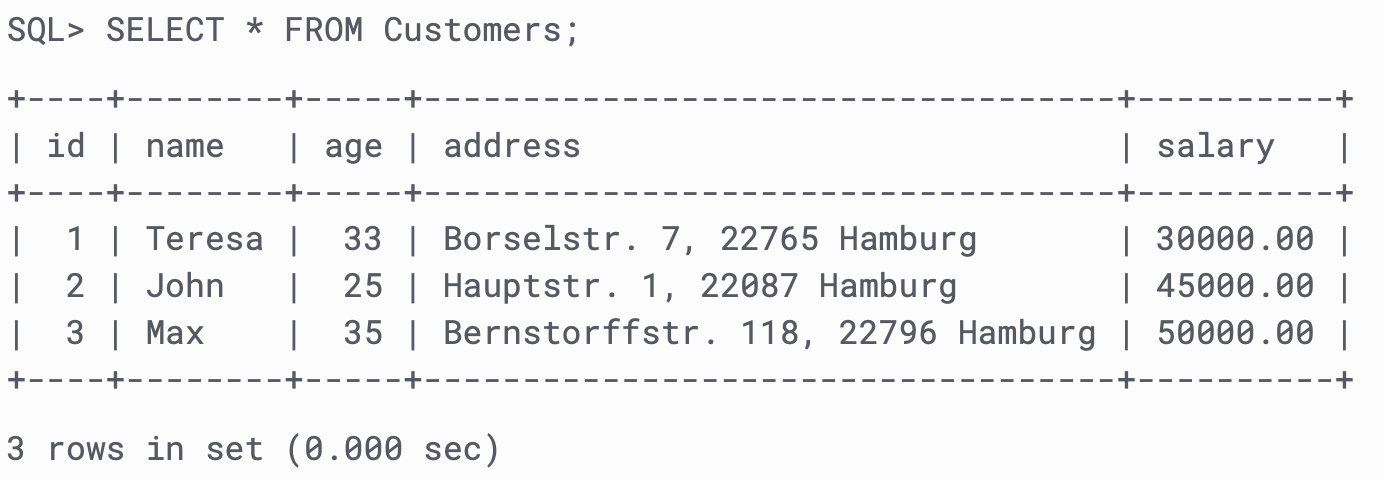 SQL> SELECT * FROM Customers;
+----+--------+-----+-----------------------------------+----------+
| id | name   | age | address                           | salary   |
+----+--------+-----+-----------------------------------+----------+
|  1 | Teresa |  33 | Borselstr. 7, 22765 Hamburg       | 30000.00 |
|  2 | John   |  25 | Hauptstr. 1, 22087 Hamburg        | 45000.00 |
|  3 | Max    |  35 | Bernstorffstr. 118, 22796 Hamburg | 50000.00 |
+----+--------+-----+-----------------------------------+----------+
3 rows in set (0.000 sec)